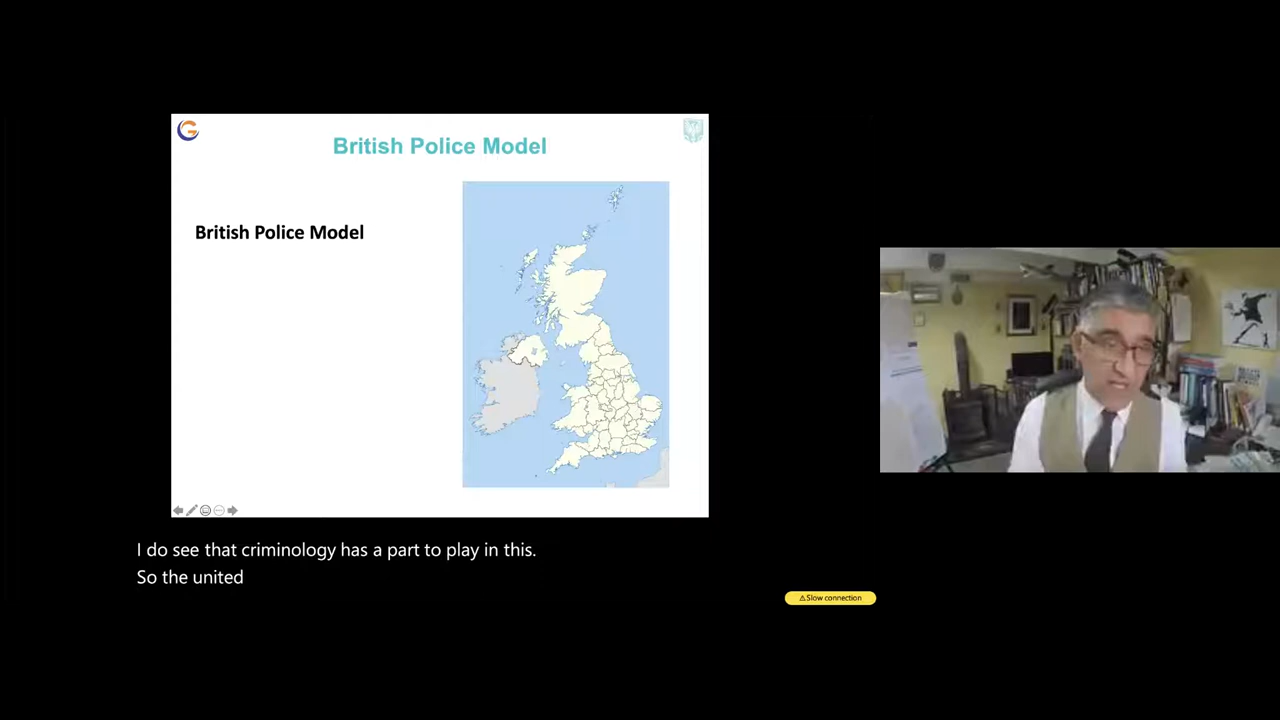 British Police Model
British Police Model
I do see that criminology has a part to play in this.
So the united
⚠Slow connection